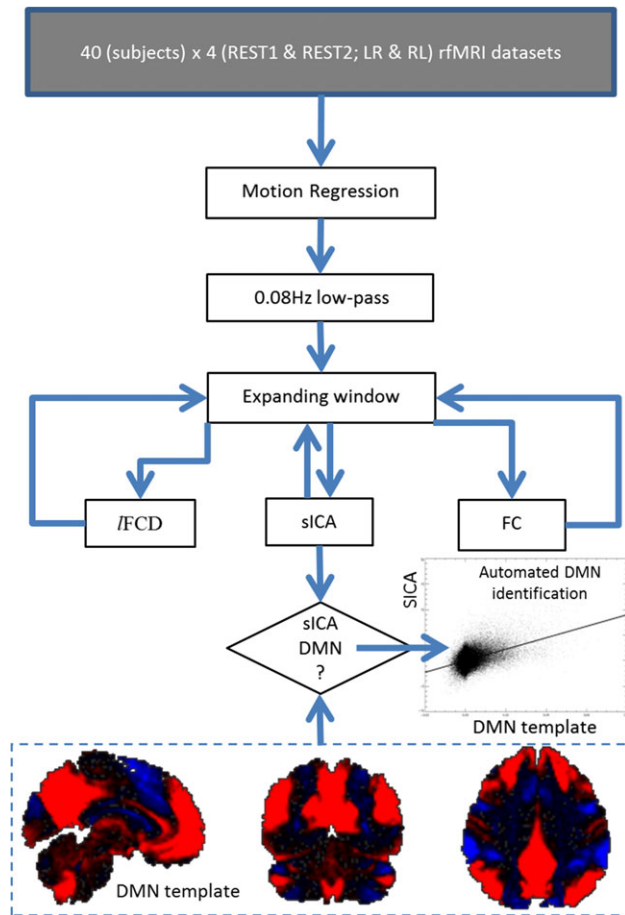 40 (subjects) x 4 (REST1 & REST2; LR & RL) rfMRI datasets
Motion Regression
0.08Hz low-pass
Expanding window
lFCD
sICA
FC
sICA
DMN
?
SICA
Automated DMN
identification
DMN template
DMN template